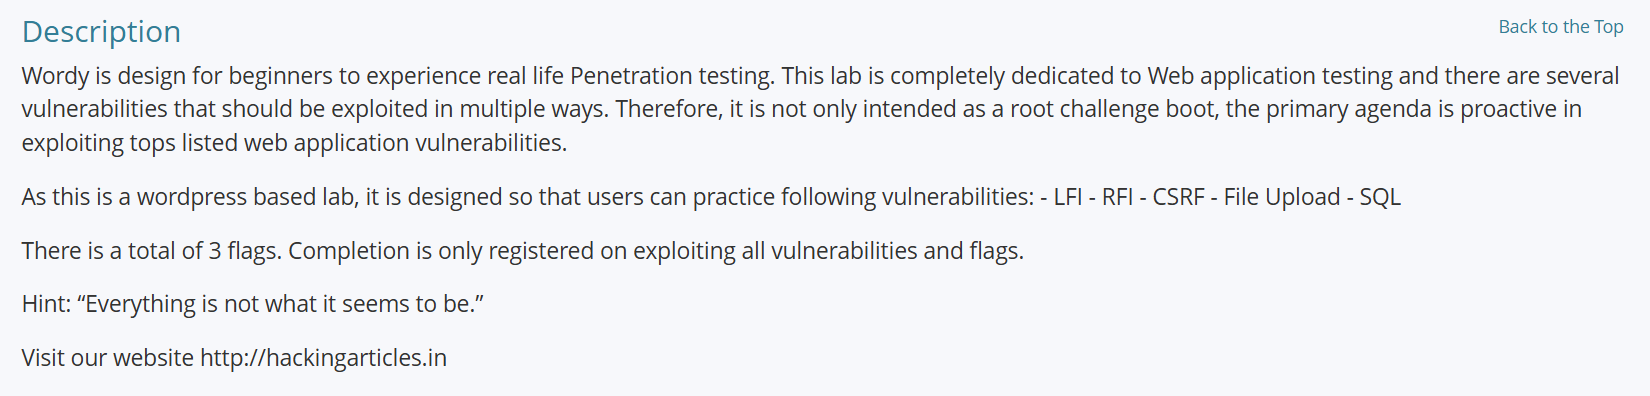 Description
Back to the Top
Wordy is design for beginners to experience real life Penetration testing. This lab is completely dedicated to Web application testing and there are several
vulnerabilities that should be exploited in multiple ways. Therefore, it is not only intended as a root challenge boot, the primary agenda is proactive in
exploiting tops listed web application vulnerabilities.
As this is a wordpress based lab, it is designed so that users can practice following vulnerabilities: - LFI - RFI - CSRF - File Upload - SQL
There is a total of 3 flags. Completion is only registered on exploiting all vulnerabilities and flags.
Hint: “Everything is not what it seems to be.”
Visit our website http://hackingarticles.in